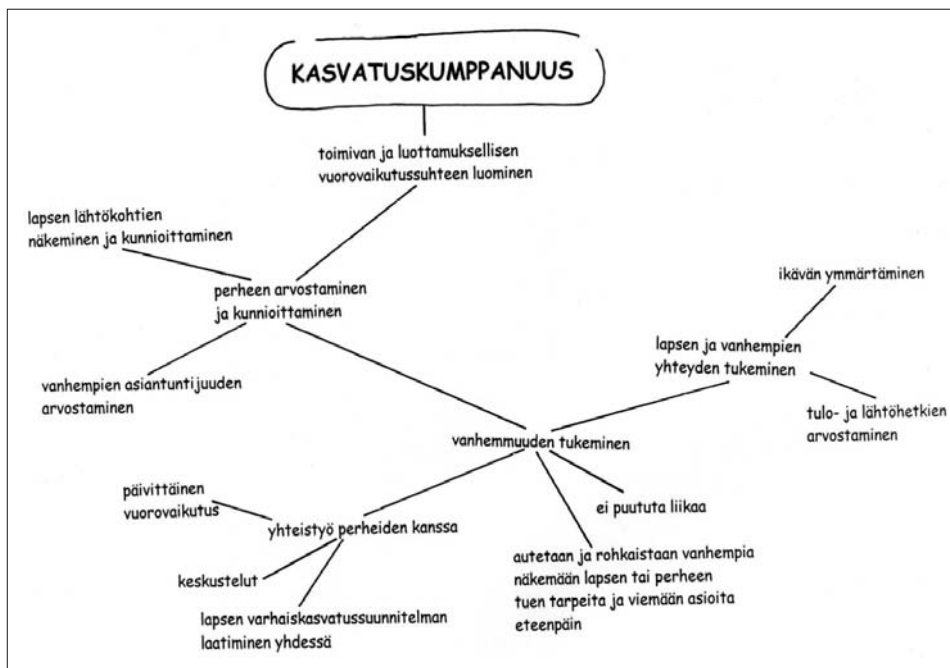 KASVATUSKUMPPANUUS
toimivan ja luottamuksellisen
vuorovaikutussuhteen luominen
lapsen lähtökohtien
näkeminen ja kunnioittaminen
perheen arvostaminen
ja kunnioittaminen
ikävän ymmärtäminen
lapsen ja vanhempien
yhteyden tukeminen
vanhempien asiantuntijuuden
arvostaminen
tulo- ja lähtöhetkien
arvostaminen
vanhemmuuden tukeminen
päivittäinen
vuorovaikutus
yhteistyö perheiden kanssa
ei puututa liikaa
keskustelut
lapsen varhaiskasvatussuunnitelman
laatiminen yhdessä
autetaan ja rohkaistaan vanhempia
näkemään lapsen tai perheen
tuen tarpeita ja viemään asioita
eteenpäin